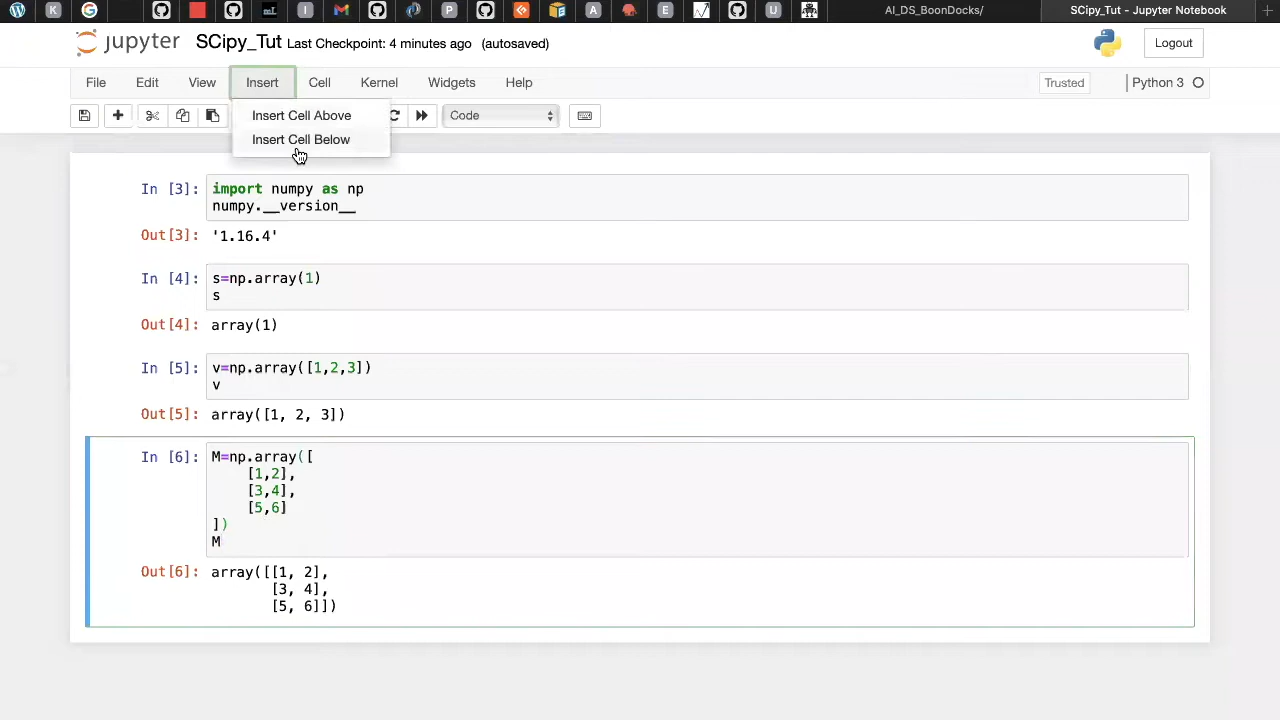 AI_DS_BoonDocks/
SCipy_Tut - Jupyter Notebook
jupyter SCipy_Tut Last Checkpoint: 4 minutes ago (autosaved)
Logout
File Edit View Insert Cell Kernel Widgets Help
Trusted
Python 3
Code
Insert Cell Above
Insert Cell Below
In [3]: import numpy as np
numpy.__version__
Out[3]: '1.16.4'
In [4]: s=np.array(1)
s
Out[4]: array(1)
In [5]: v=np.array([1,2,3])
v
Out[5]: array([1, 2, 3])
In [6]: M=np.array([
[1,2],
[3,4],
[5,6]
])
M
Out[6]: array([[1, 2],
[3, 4],
[5, 6]])